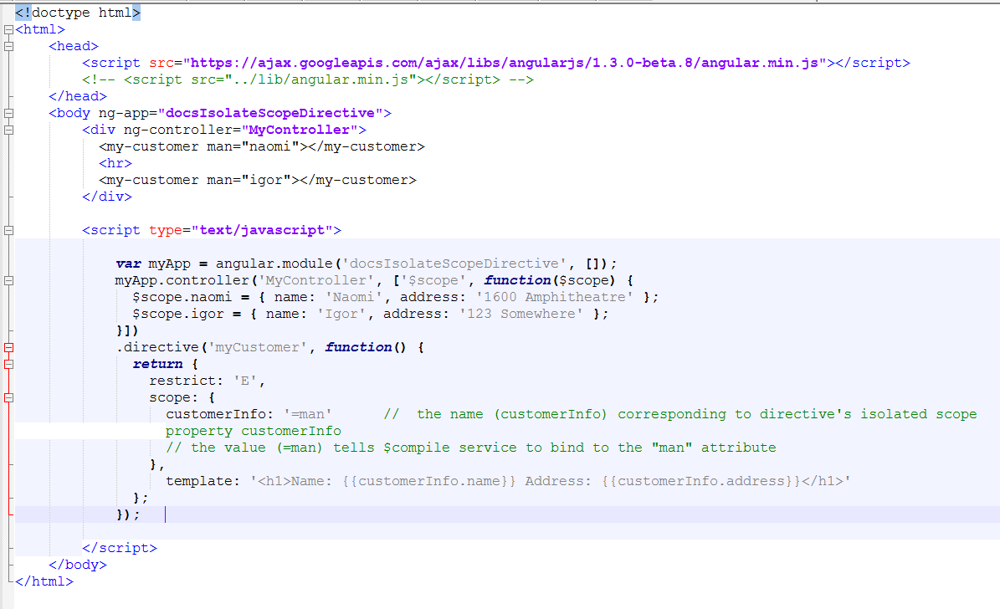 <!doctype html>
<html>
    <head>
        <script src="https://ajax.googleapis.com/ajax/libs/angularjs/1.3.0-beta.8/angular.min.js"></script>
        <!-- <script src="../lib/angular.min.js"></script> -->
    </head>
    <body ng-app="docsIsolateScopeDirective">
        <div ng-controller="MyController">
          <my-customer man="naomi"></my-customer>
          <hr>
          <my-customer man="igor"></my-customer>
        </div>

        <script type="text/javascript">

            var myApp = angular.module('docsIsolateScopeDirective', []);
            myApp.controller('MyController', ['$scope', function($scope) {
              $scope.naomi = { name: 'Naomi', address: '1600 Amphitheatre' };
              $scope.igor = { name: 'Igor', address: '123 Somewhere' };
            }])
            .directive('myCustomer', function() {
              return {
                restrict: 'E',
                scope: {
                  customerInfo: '=man'      //  the name (customerInfo) corresponding to directive's isolated scope
                  property customerInfo
                  // the value (=man) tells $compile service to bind to the "man" attribute
                },
                  template: '<h1>Name: {{customerInfo.name}} Address: {{customerInfo.address}}</h1>'
              };
            });

        </script>
    </body>
</html>